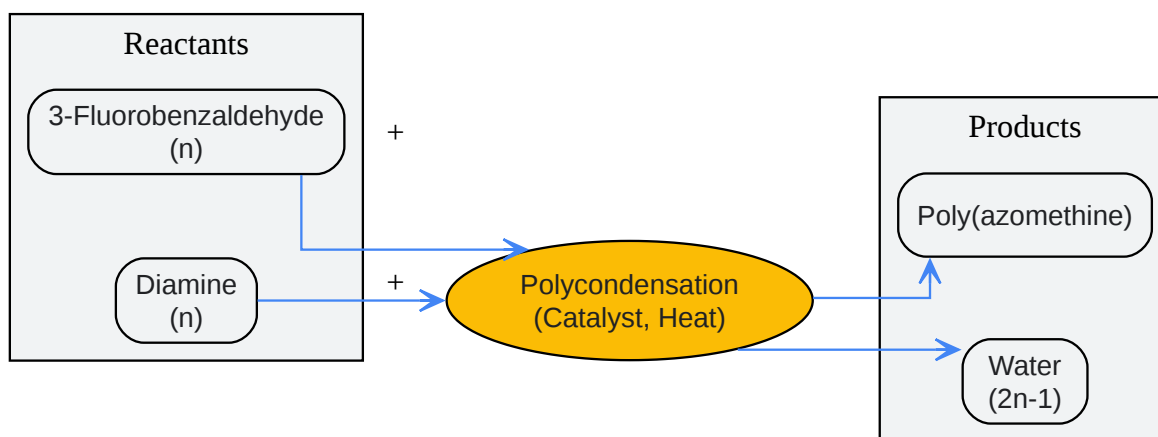 Reactants
3-Fluorobenzaldehyde
(n)
+
Diamine
(n)
+
Polycondensation
(Catalyst, Heat)
Products
Poly(azomethine)
Water
(2n-1)